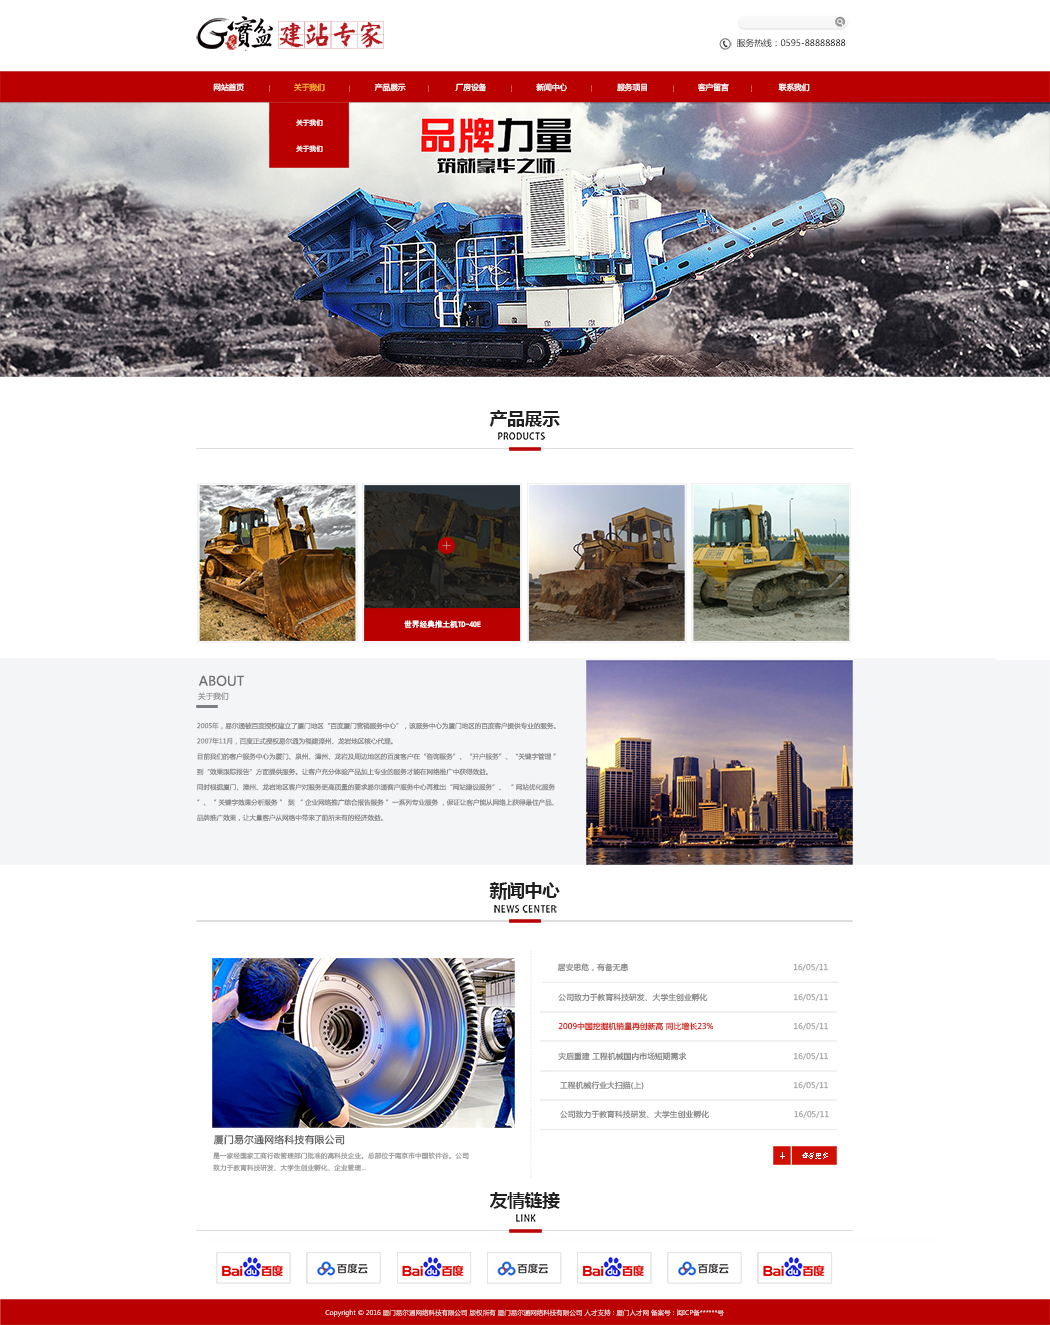 G寶盆 建站专家
服务热线：0595-88888888
网站首页 关于我们 产品展示 厂房设备 新闻中心 服务项目 客户留言 联系我们
关于我们
关于我们
品牌力量
筑就豪华之师
产品展示
PRODUCTS
世界经典推土机TD-40E
ABOUT
关于我们
2005年，易尔通被百度授权建立了厦门地区“百度厦门营销服务中心”，该服务中心为厦门地区的百度客户提供专业的服务。
2007年11月，百度正式授权易尔通为福建漳州、龙岩地区核心代理。
目前我们的客户服务中心为厦门、泉州、漳州、龙岩及周边地区的百度客户在“咨询服务”、“开户服务”、“关键字管理”
到“效果跟踪报告”方面提供服务。让客户充分体验产品加上专业的服务才能在网络推广中获得效益。
同时根据厦门、漳州、龙岩地区客户对服务更高质量的要求易尔通客户服务中心再推出“网站建设服务”、“网站优化服务
”、“关键字效果分析服务” 到 “企业网络推广综合报告服务”一系列专业服务，保证让客户能从网络上获得最佳产品、
品牌推广效果，让大量客户从网络中带来了前所未有的经济效益。
新闻中心
NEWS CENTER
居安思危，有备无患 16/05/11
公司致力于教育科技研发、大学生创业孵化 16/05/11
2009中国挖掘机销量再创新高 同比增长23% 16/05/11
灾后重建 工程机械国内市场短期需求 16/05/11
工程机械行业大扫描(上) 16/05/11
公司致力于教育科技研发、大学生创业孵化 16/05/11
厦门易尔通网络科技有限公司
是一家经国家工商行政管理部门批准的高科技企业。总部位于南京市中国软件谷。公司
致力于教育科技研发、大学生创业孵化、企业管理...
友情链接
LINK
Bai du 百度 百度云 Bai du 百度 百度云 Bai du 百度 百度云 Bai du 百度
Copyright © 2016 厦门易尔通网络科技有限公司 版权所有 厦门易尔通网络科技有限公司 人才支持：厦门人才网 备案号：闽ICP备******号